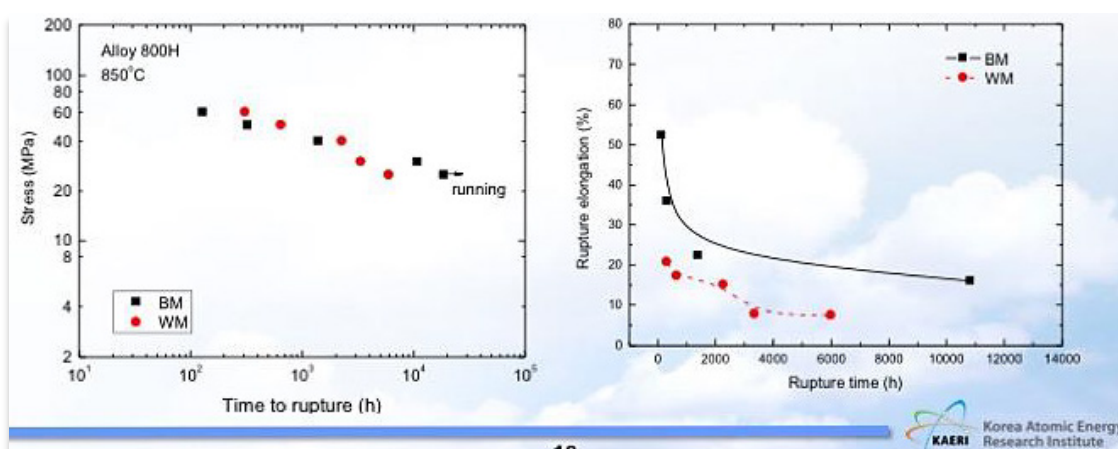 200
100
80
60
40
20
10
8
6
4
2
Alloy 800H
850°C
running
BM
WM
Stress (MPa)
10¹ 10² 10³ 10⁴ 10⁵
Time to rupture (h)
80
70
60
50
40
30
20
10
0
BM
WM
Rupture elongation (%)
0 2000 4000 6000 8000 10000 12000 14000
Rupture time (h)
KAERI
Korea Atomic Energy
Research Institute